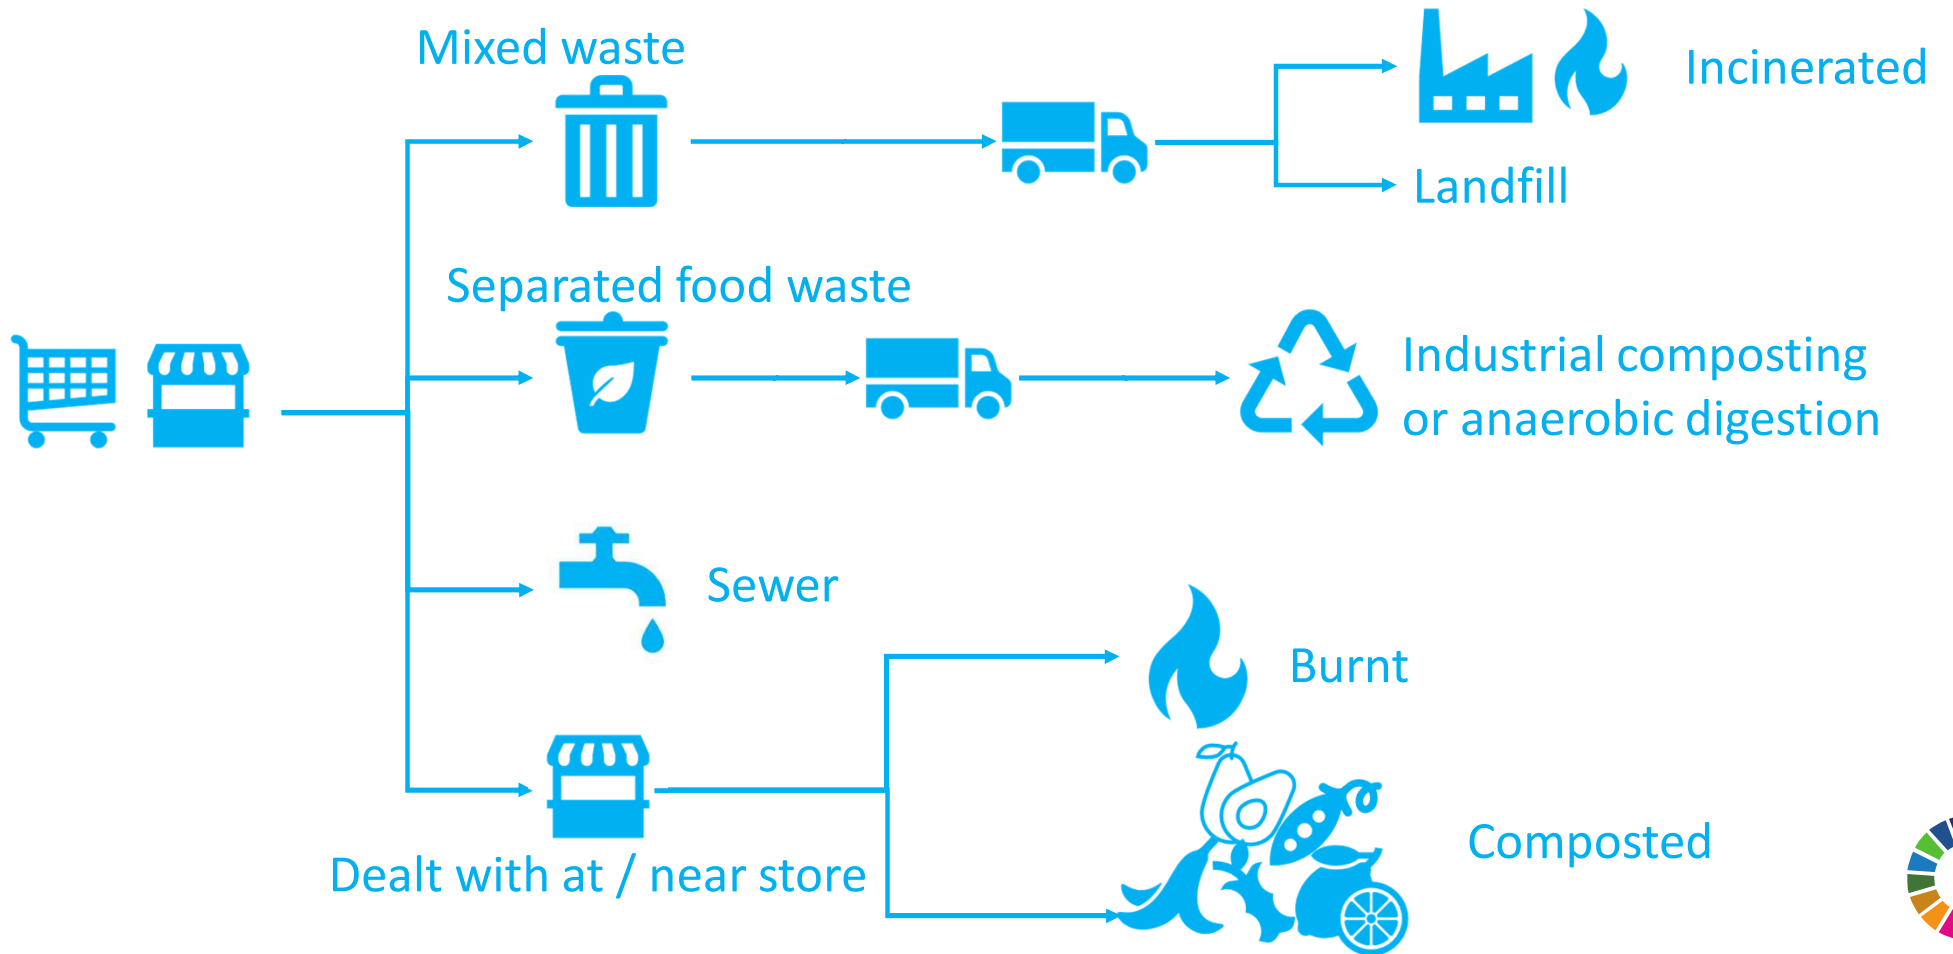 Mixed waste
Incinerated
Landfill
Separated food waste
Industrial composting
or anaerobic digestion
Sewer
Burnt
Composted
Dealt with at / near store